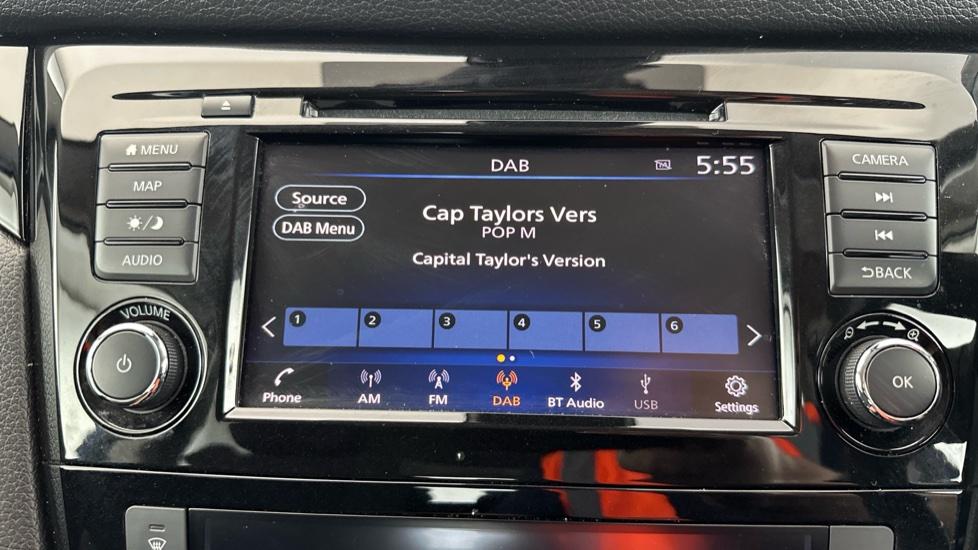 DAB
5:55
MENU
CAMERA
Source
MAP
Cap Taylors Vers
DAB Menu
POP M
AUDIO
Capital Taylor's Version
BACK
VOLUME
1 2 3 4 5 6
OK
Phone AM FM DAB BT Audio USB Settings